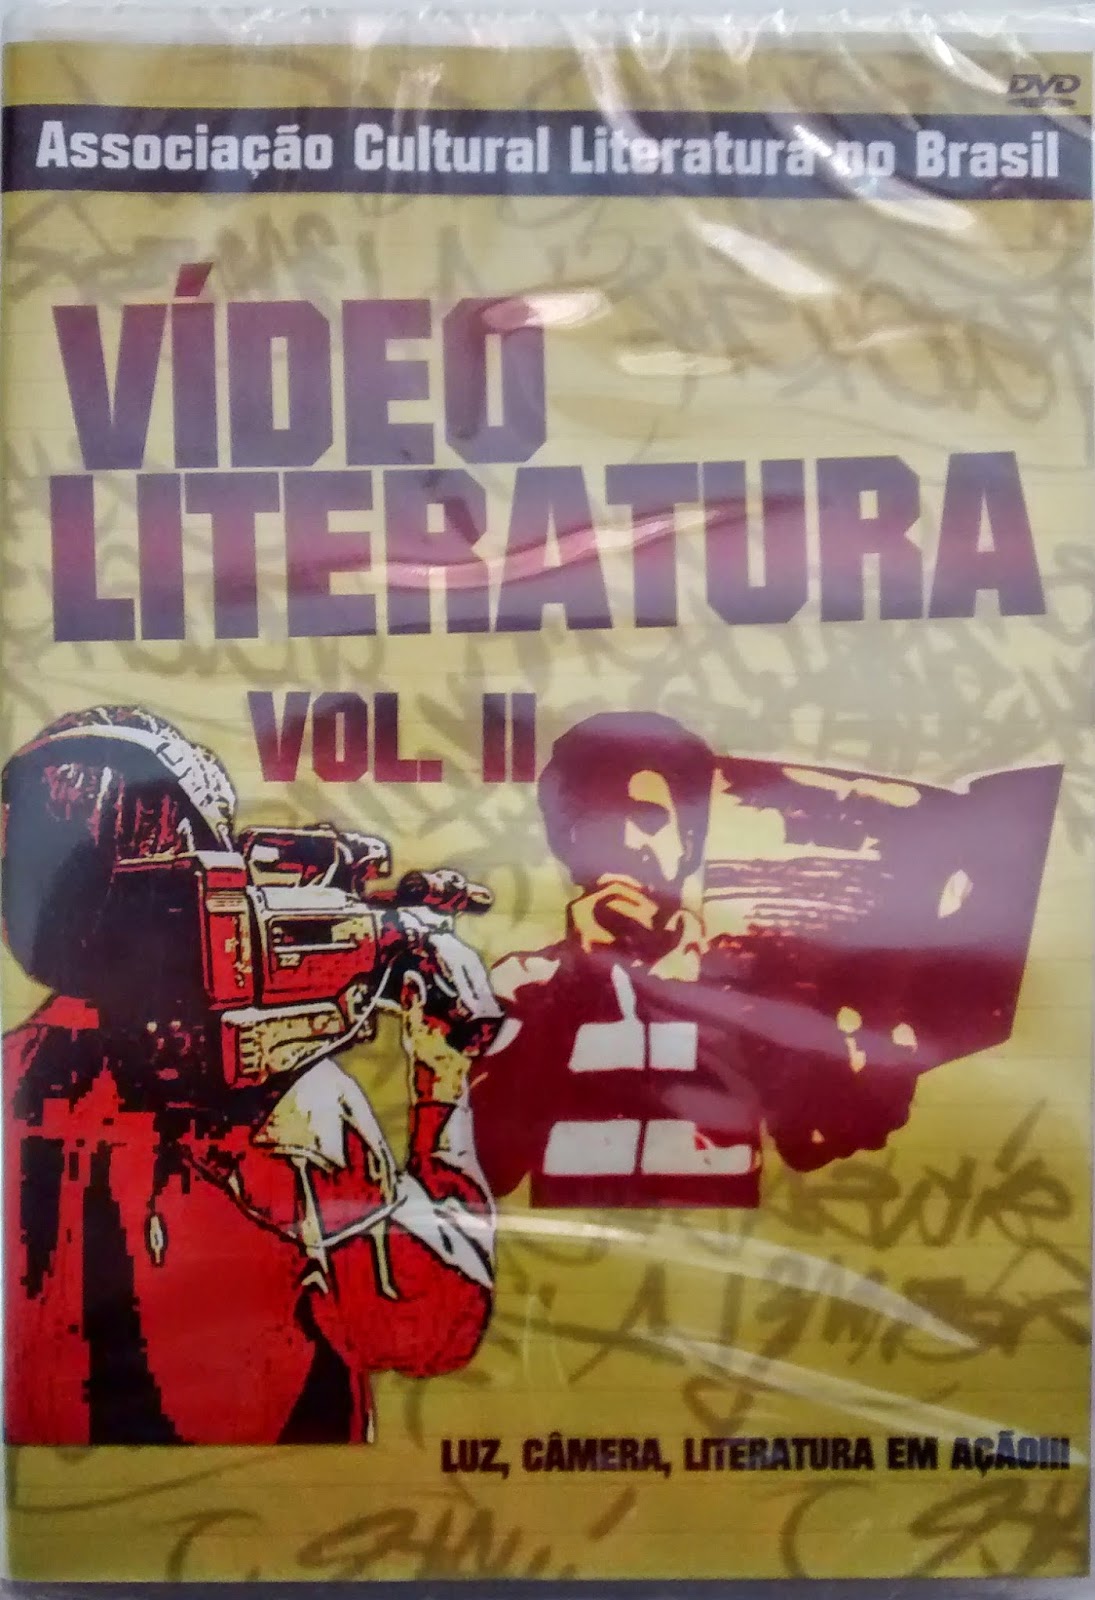 DVD
Associação Cultural Literatura no Brasil
VÍDEO
LITERATURA
VOL. II
LUZ, CÂMERA, LITERATURA EM AÇÃO!!!